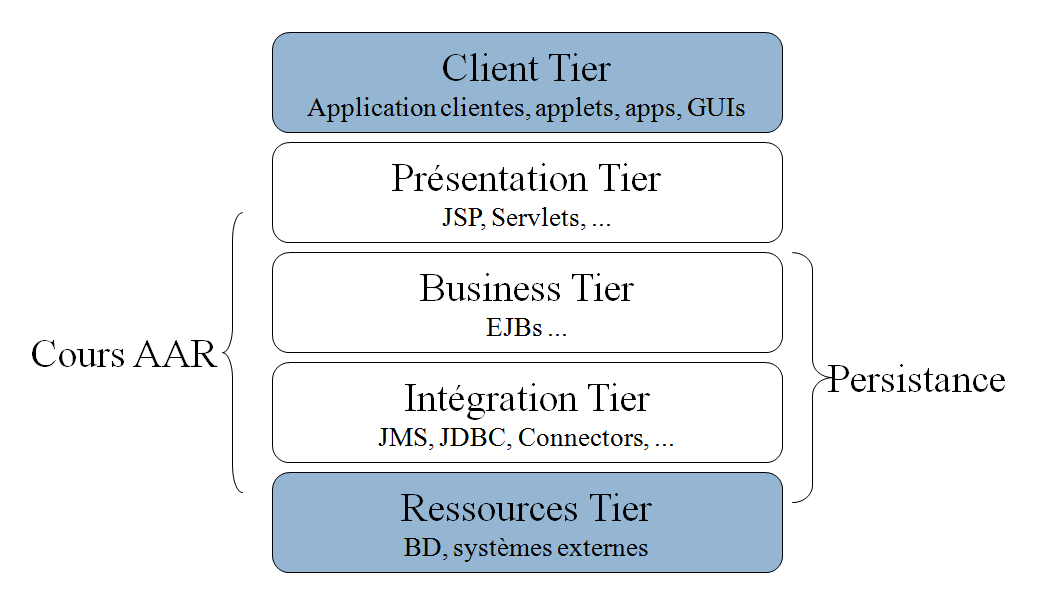 Client Tier
Application clientes, applets, apps, GUIs
Présentation Tier
JSP, Servlets, ...
Business Tier
EJBs ...
Cours AAR
Persistance
Intégration Tier
JMS, JDBC, Connectors, ...
Ressources Tier
BD, systèmes externes